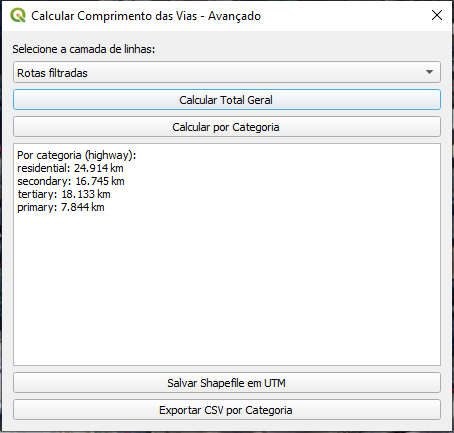 Calcular Comprimento das Vias - Avançado
Selecione a camada de linhas:
Rotas filtradas
Calcular Total Geral
Calcular por Categoria
Por categoria (highway):
residential: 24.914 km
secondary: 16.745 km
tertiary: 18.133 km
primary: 7.844 km
Salvar Shapefile em UTM
Exportar CSV por Categoria